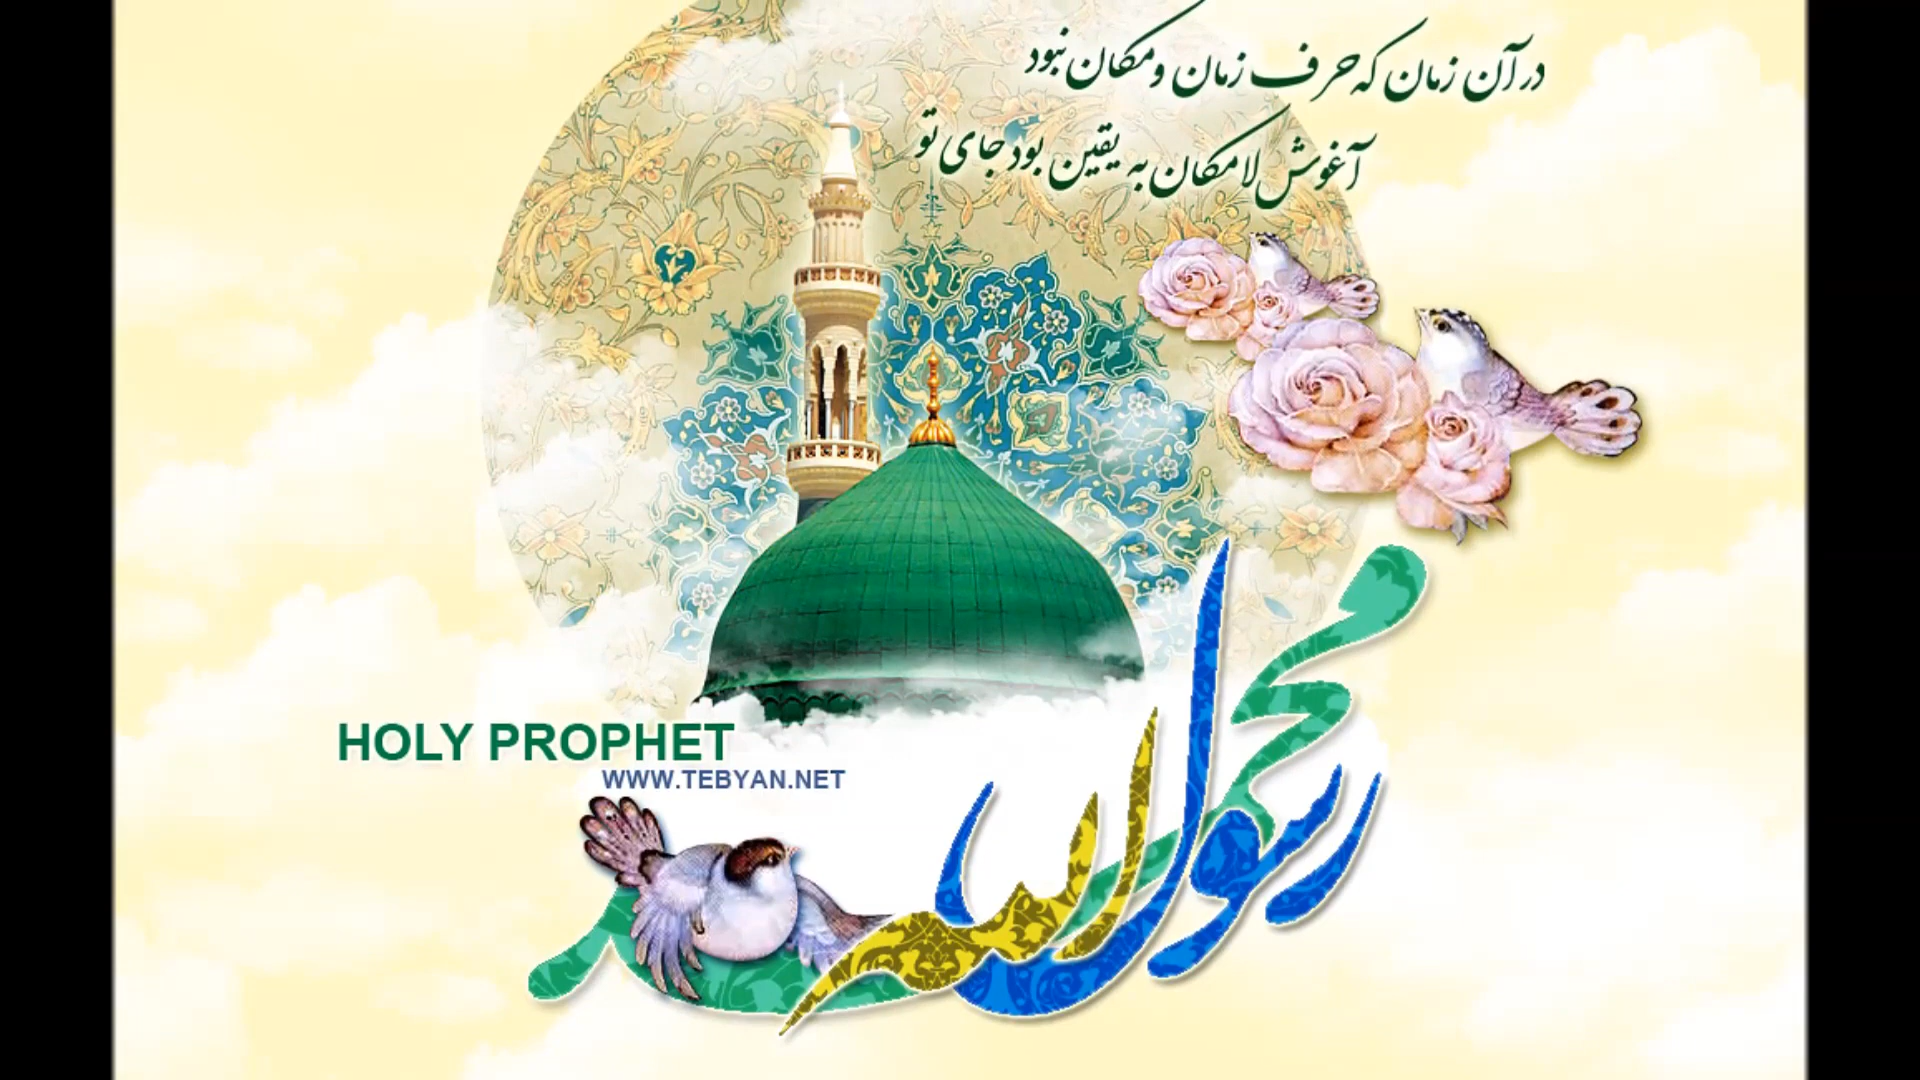 در آن زمان که حرف زمان و مکان نبود
آغوش لامکان به یقین بود جای تو
HOLY PROPHET
WWW.TEBYAN.NET
محمد
رسول الله